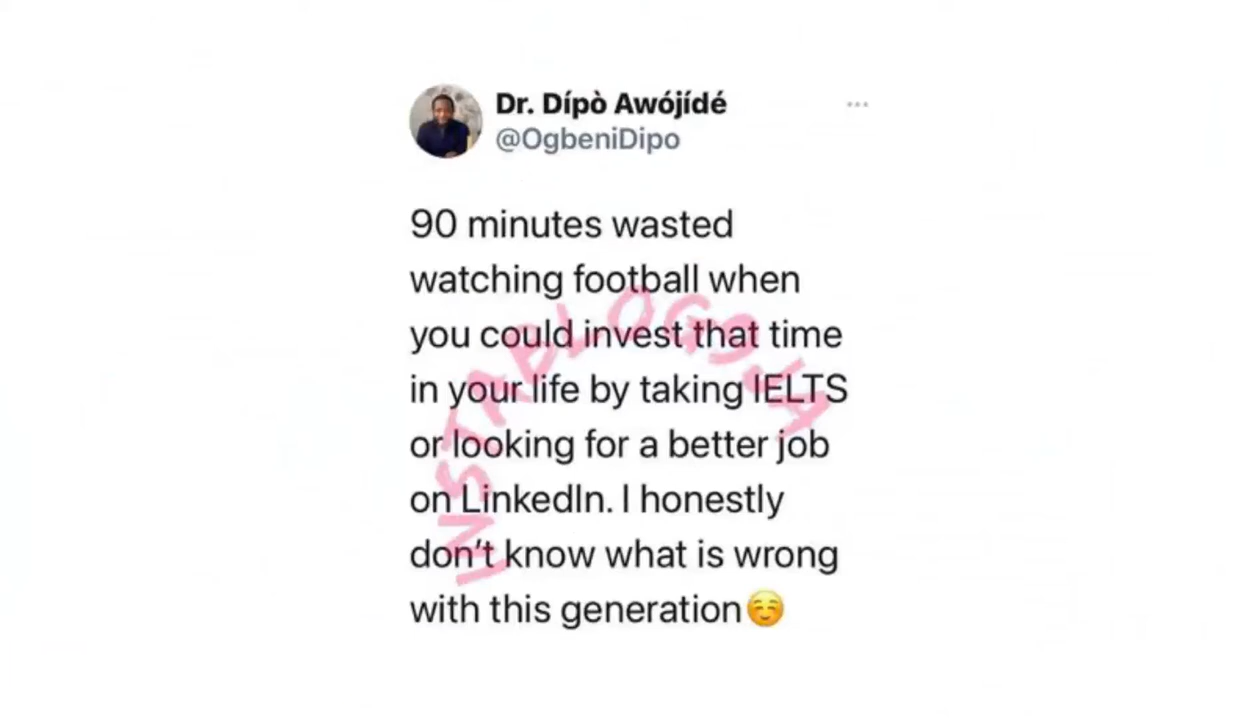 Dr. Dípò Awójídé
@OgbeniDipo
90 minutes wasted
watching football when
you could invest that time
in your life by taking IELTS
or looking for a better job
on LinkedIn. I honestly
don't know what is wrong
with this generation☺️
INSTABLOG9JA